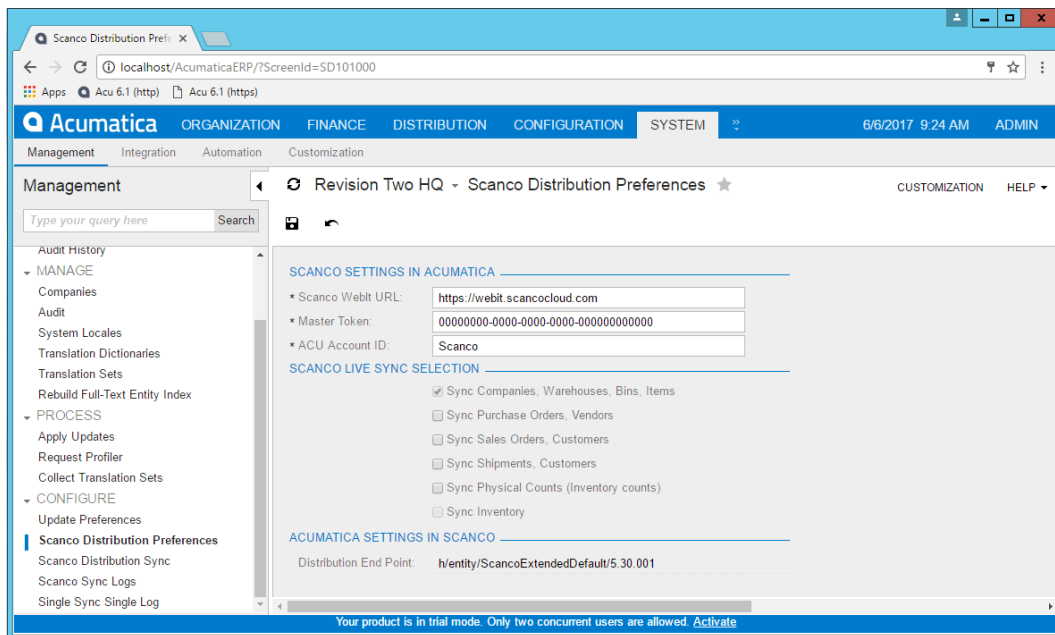 Scanco Distribution Prefe
localhost/AcumaticaERP/?ScreenId=SD101000
Apps Acu 6.1 (http) Acu 6.1 (https)
Acumatica ORGANIZATION FINANCE DISTRIBUTION CONFIGURATION SYSTEM 6/6/2017 9:24 AM ADMIN
Management Integration Automation Customization
Management
Revision Two HQ - Scanco Distribution Preferences CUSTOMIZATION HELP
Type your query here Search
Audit History
MANAGE
Companies
Audit
System Locales
Translation Dictionaries
Translation Sets
Rebuild Full-Text Entity Index
PROCESS
Apply Updates
Request Profiler
Collect Translation Sets
CONFIGURE
Update Preferences
Scanco Distribution Preferences
Scanco Distribution Sync
Scanco Sync Logs
Single Sync Single Log
SCANCO SETTINGS IN ACUMATICA
* Scanco WebIt URL: https://webit.scancocloud.com
* Master Token: 00000000-0000-0000-0000-000000000000
* ACU Account ID: Scanco
SCANCO LIVE SYNC SELECTION
Sync Companies, Warehouses, Bins, Items
Sync Purchase Orders, Vendors
Sync Sales Orders, Customers
Sync Shipments, Customers
Sync Physical Counts (Inventory counts)
Sync Inventory
ACUMATICA SETTINGS IN SCANCO
Distribution End Point: h/entity/ScancoExtendedDefault/5.30.001
Your product is in trial mode. Only two concurrent users are allowed. Activate